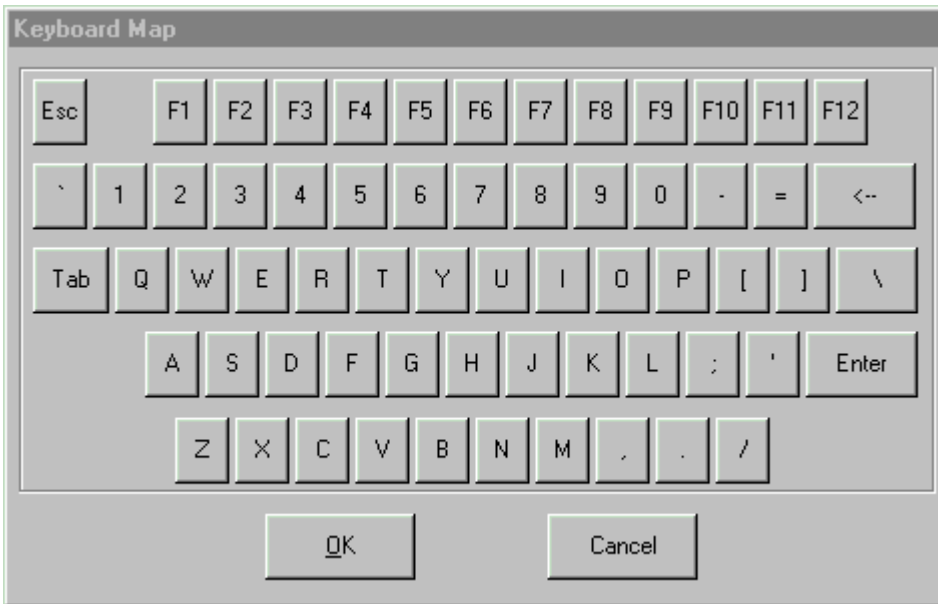 Keyboard Map
Esc F1 F2 F3 F4 F5 F6 F7 F8 F9 F10 F11 F12
` 1 2 3 4 5 6 7 8 9 0 - = <--
Tab Q W E R T Y U I O P [ ] \
A S D F G H J K L ; ' Enter
Z X C V B N M , . /
OK Cancel